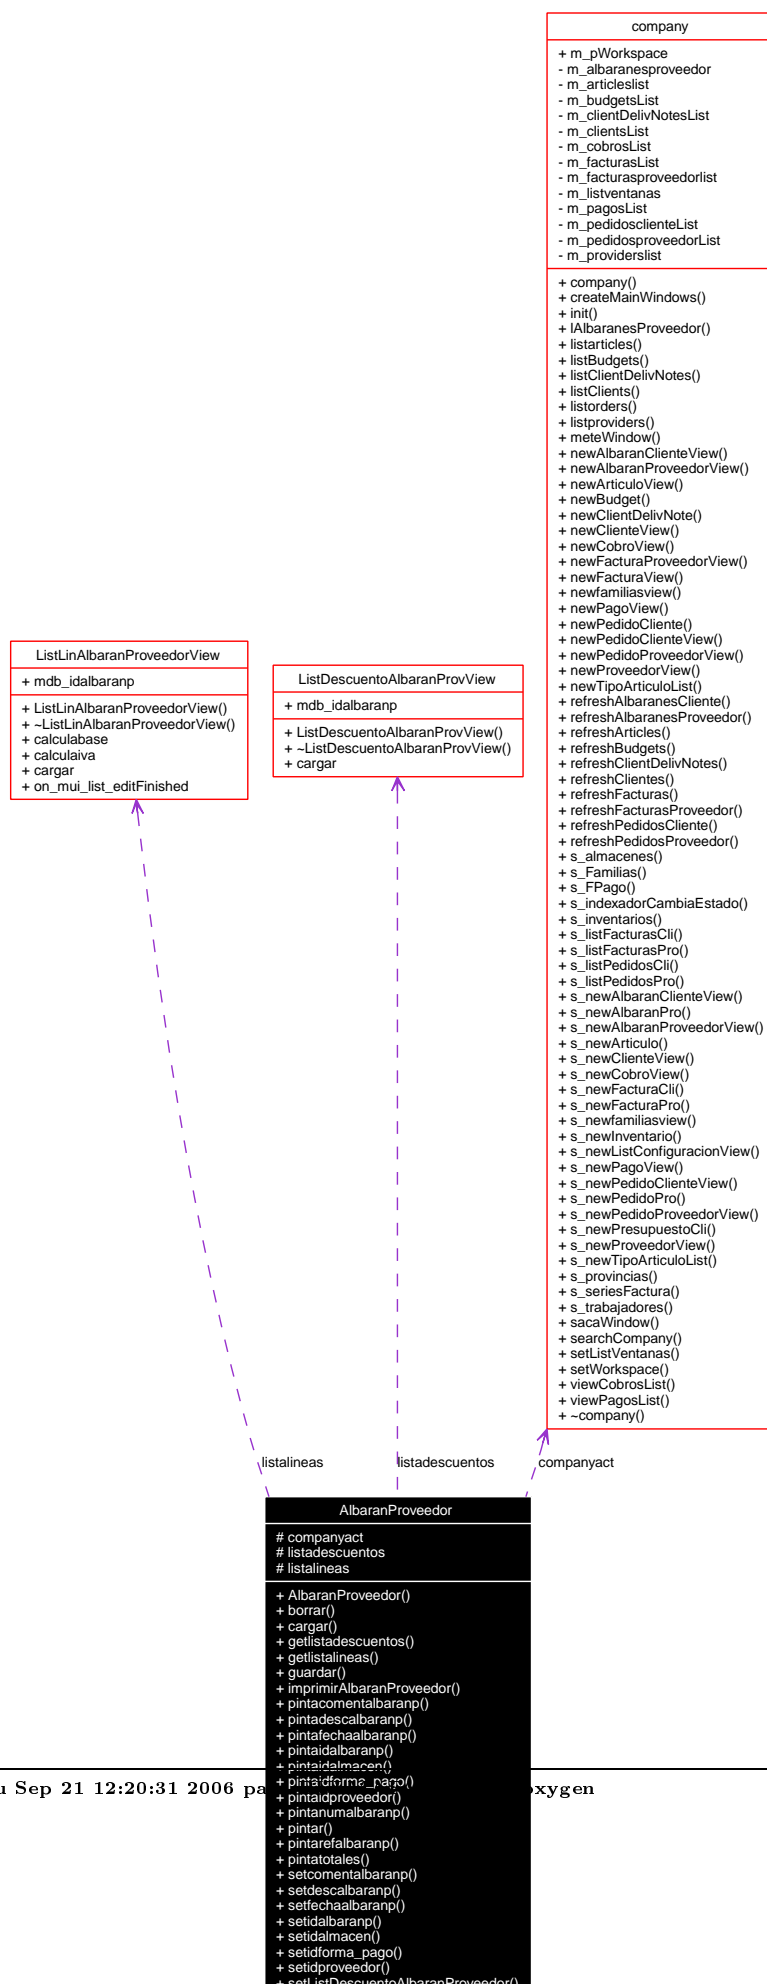 company
+ m_pWorkspace
- m_albaranesproveedor
- m_articleslist
- m_budgetsList
- m_clientDelivNotesList
- m_clientsList
- m_cobrosList
- m_facturasList
- m_facturasproveedorlist
- m_listventanas
- m_pagosList
- m_pedidosclienteList
- m_pedidosproveedorList
- m_providerslist
+ company()
+ createMainWindows()
+ init()
+ lAlbaranesProveedor()
+ listarticles()
+ listBudgets()
+ listClientDelivNotes()
+ listClients()
+ listorders()
+ listproviders()
+ meteWindow()
+ newAlbaranClienteView()
+ newAlbaranProveedorView()
+ newArticuloView()
+ newBudget()
+ newClientDelivNote()
+ newClienteView()
+ newCobroView()
+ newFacturaProveedorView()
+ newFacturaView()
+ newfamiliasview()
+ newPagoView()
+ newPedidoCliente()
+ newPedidoClienteView()
+ newPedidoProveedorView()
+ newProveedorView()
+ newTipoArticuloList()
+ refreshAlbaranesCliente()
+ refreshAlbaranesProveedor()
+ refreshArticles()
+ refreshBudgets()
+ refreshClientDelivNotes()
+ refreshClientes()
+ refreshFacturas()
+ refreshFacturasProveedor()
+ refreshPedidosCliente()
+ refreshPedidosProveedor()
+ s_almacenes()
+ s_Familias()
+ s_FPago()
+ s_indexadorCambiaEstado()
+ s_inventarios()
+ s_listFacturasCli()
+ s_listFacturasPro()
+ s_listPedidosCli()
+ s_listPedidosPro()
+ s_newAlbaranClienteView()
+ s_newAlbaranPro()
+ s_newAlbaranProveedorView()
+ s_newArticulo()
+ s_newClienteView()
+ s_newCobroView()
+ s_newFacturaCli()
+ s_newFacturaPro()
+ s_newfamiliasview()
+ s_newInventario()
+ s_newListConfiguracionView()
+ s_newPagoView()
+ s_newPedidoClienteView()
+ s_newPedidoPro()
+ s_newPedidoProveedorView()
+ s_newPresupuestoCli()
+ s_newProveedorView()
+ s_newTipoArticuloList()
+ s_provincias()
+ s_seriesFactura()
+ s_trabajadores()
+ sacaWindow()
+ searchCompany()
+ setListVentanas()
+ setWorkspace()
+ viewCobrosList()
+ viewPagosList()
+ ~company()
ListLinAlbaranProveedorView
+ mdb_idalbaranp
+ ListLinAlbaranProveedorView()
+ ~ListLinAlbaranProveedorView()
+ calculabase
+ calculaiva
+ cargar
+ on_mui_list_editFinished
ListDescuentoAlbaranProvView
+ mdb_idalbaranp
+ ListDescuentoAlbaranProvView()
+ ~ListDescuentoAlbaranProvView()
+ cargar
listalineas
listadescuentos
companyact
AlbaranProveedor
# companyact
# listadescuentos
# listalineas
+ AlbaranProveedor()
+ borrar()
+ cargar()
+ getlistadescuentos()
+ getlistalineas()
+ guardar()
+ imprimirAlbaranProveedor()
+ pintacomentalbaranp()
+ pintadescalbaranp()
+ pintafechaalbaranp()
+ pintaidalbaranp()
+ pintaidalmacen()
+ pintaidforma_pago()
+ pintaidproveedor()
+ pintanumalbaranp()
+ pintar()
+ pintarefalbaranp()
+ pintatotales()
+ setcomentalbaranp()
+ setdescalbaranp()
+ setfechaalbaranp()
+ setidalbaranp()
+ setidalmacen()
+ setidforma_pago()
+ setidproveedor()
+ setListDescuentoAlbaranProveedor()
u Sep 21 12:20:31 2006 pa oxygen